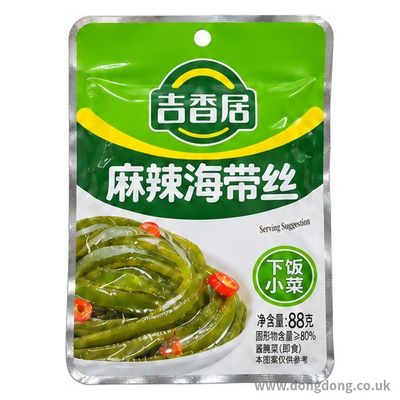 吉香居
麻辣海带丝
Serving Suggestion
下饭
小菜
净含量:88克
固形物含量≥80%
酱腌菜(即食)
本图案仅供参考
www.dongdong.co.uk